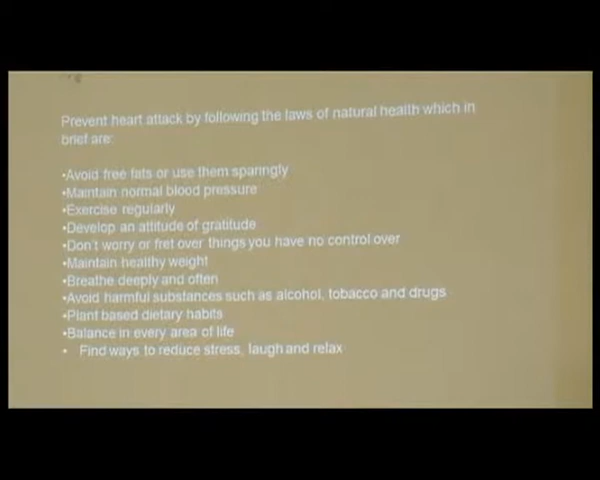 Prevent heart attack by following the laws of natural health which in
brief are:
•Avoid free fats or use them sparingly
•Maintain normal blood pressure
•Exercise regularly
•Develop an attitude of gratitude
•Don't worry or fret over things you have no control over
•Maintain healthy weight
•Breathe deeply and often
•Avoid harmful substances such as alcohol, tobacco and drugs
•Plant based dietary habits
•Balance in every area of life
• Find ways to reduce stress, laugh and relax